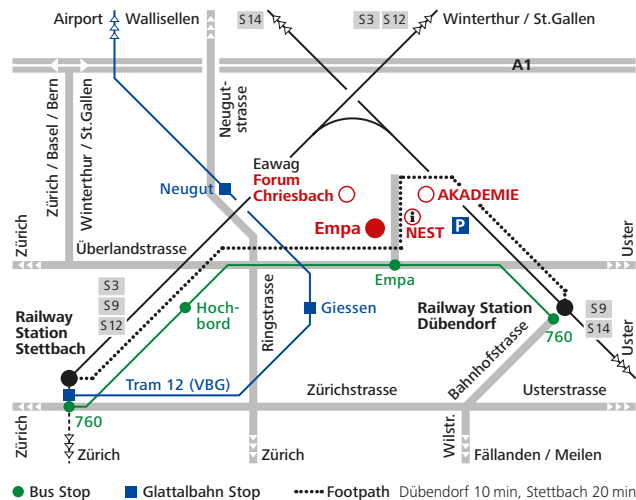 Airport Wallisellen
S14
S3 S12
Winterthur / St.Gallen
A1
Zürich / Basel / Bern
Winterthur / St.Gallen
Neugut-
strasse
Eawag
Forum
Chriesbach
AKADEMIE
Neugut
Empa
i
NEST
P
Zürich
Überlandstrasse
Uster
Empa
S3
S9
S12
Hoch-
bord
Ringstrasse
Giessen
Railway Station
Dübendorf
S9
S14
Railway
Station
Stettbach
760
Uster
Bahnhofstrasse
Tram 12 (VBG)
Zürichstrasse
Usterstrasse
760
Zürich
Zürich
Zürich
Wilstr.
Fällanden / Meilen
Uster
Bus Stop Glattalbahn Stop Footpath Dübendorf 10 min, Stettbach 20 min